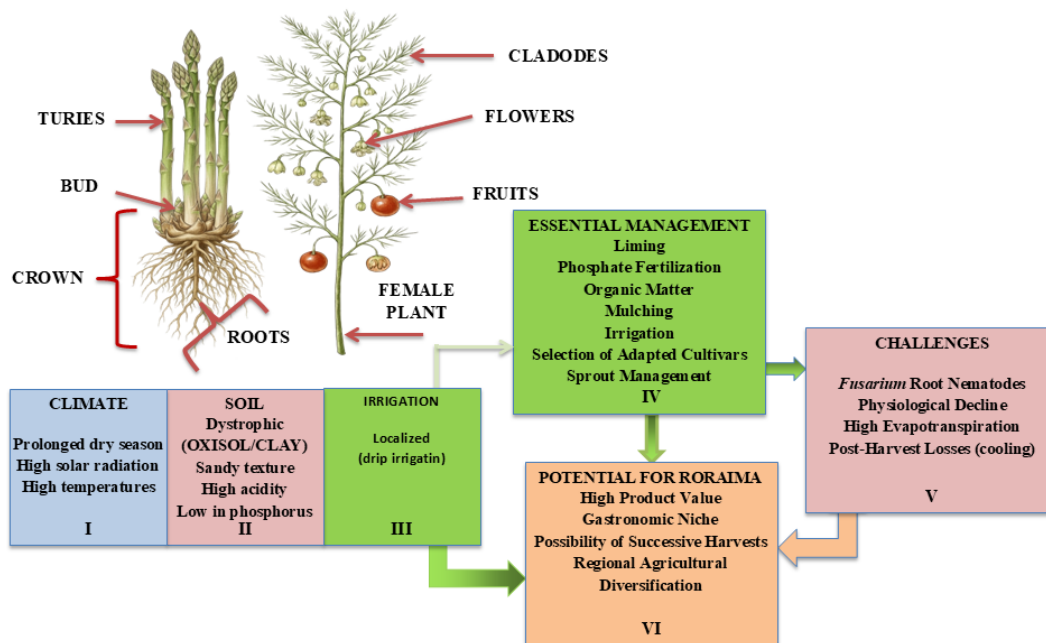 CLADODES
TURIES
FLOWERS
BUD
FRUITS
CROWN
ROOTS
FEMALE
PLANT
CLIMATE
Prolonged dry season
High solar radiation
High temperatures
I
SOIL
Dystrophic
(OXISOL/CLAY)
Sandy texture
High acidity
Low in phosphorus
II
IRRIGATION
Localized
(drip irrigatin)
III
ESSENTIAL MANAGEMENT
Liming
Phosphate Fertilization
Organic Matter
Mulching
Irrigation
Selection of Adapted Cultivars
Sprout Management
IV
CHALLENGES
Fusarium Root Nematodes
Physiological Decline
High Evapotranspiration
Post-Harvest Losses (cooling)
V
POTENTIAL FOR RORAIMA
High Product Value
Gastronomic Niche
Possibility of Successive Harvests
Regional Agricultural
Diversification
VI